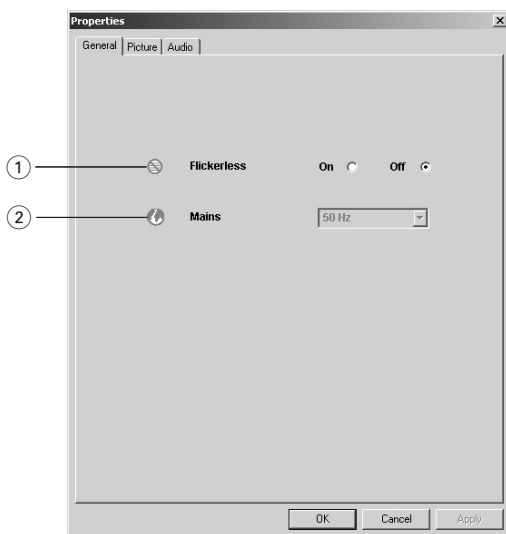 Properties
General Picture Audio
1 Flickerless On Off
2 Mains 50 Hz
OK Cancel Apply